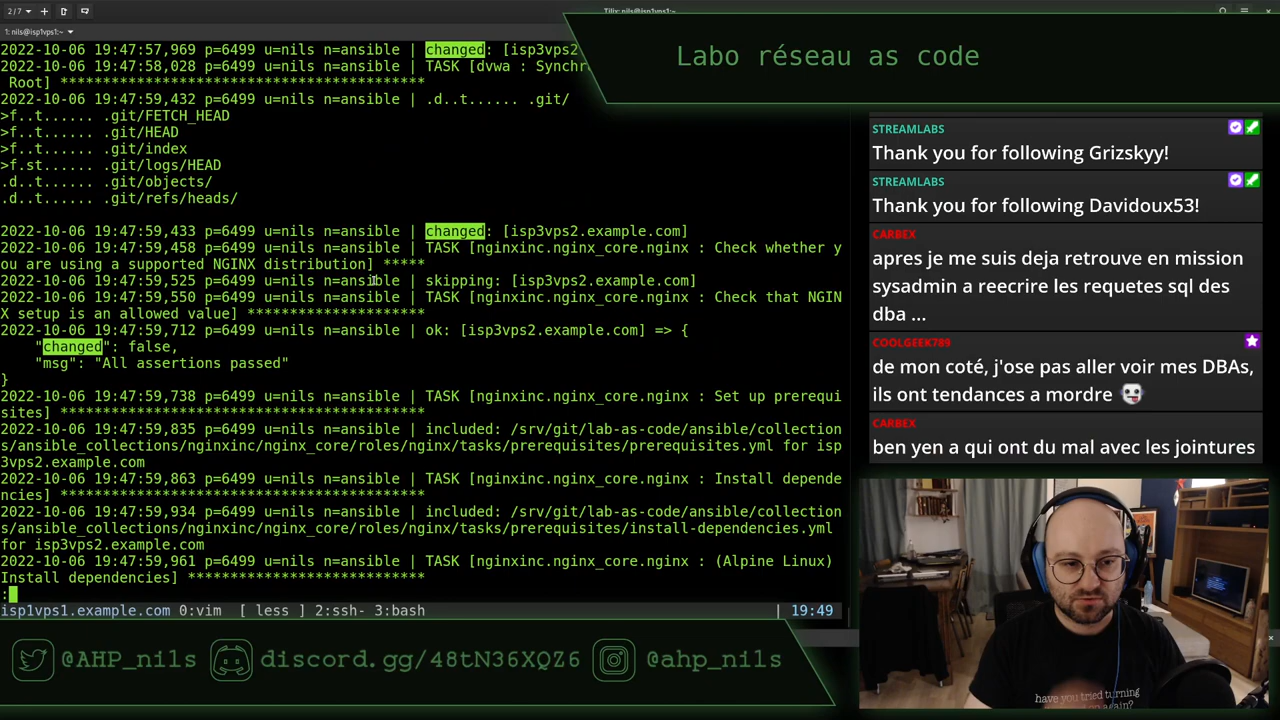 2/7
Tilix: nils@isp1vps1:~
1: nils@isp1vps1:~
2022-10-06 19:47:57,969 p=6499 u=nils n=ansible | changed: [isp3vps2
2022-10-06 19:47:58,028 p=6499 u=nils n=ansible | TASK [dvwa : Synchr
 Root] *******************************************
2022-10-06 19:47:59,432 p=6499 u=nils n=ansible | .d..t...... .git/
>f..t...... .git/FETCH_HEAD
>f..t...... .git/HEAD
>f..t...... .git/index
>f.st...... .git/logs/HEAD
.d..t...... .git/objects/
.d..t...... .git/refs/heads/
2022-10-06 19:47:59,433 p=6499 u=nils n=ansible | changed: [isp3vps2.example.com]
2022-10-06 19:47:59,458 p=6499 u=nils n=ansible | TASK [nginxinc.nginx_core.nginx : Check whether y
ou are using a supported NGINX distribution] *****
2022-10-06 19:47:59,525 p=6499 u=nils n=ansible | skipping: [isp3vps2.example.com]
2022-10-06 19:47:59,550 p=6499 u=nils n=ansible | TASK [nginxinc.nginx_core.nginx : Check that NGIN
X setup is an allowed value] *********************
2022-10-06 19:47:59,712 p=6499 u=nils n=ansible | ok: [isp3vps2.example.com] => {
    "changed": false,
    "msg": "All assertions passed"
}
2022-10-06 19:47:59,738 p=6499 u=nils n=ansible | TASK [nginxinc.nginx_core.nginx : Set up prerequi
sites] *******************************************
2022-10-06 19:47:59,835 p=6499 u=nils n=ansible | included: /srv/git/lab-as-code/ansible/collection
s/ansible_collections/nginxinc/nginx_core/roles/nginx/tasks/prerequisites/prerequisites.yml for isp
3vps2.example.com
2022-10-06 19:47:59,863 p=6499 u=nils n=ansible | TASK [nginxinc.nginx_core.nginx : Install depende
ncies] *******************************************
2022-10-06 19:47:59,934 p=6499 u=nils n=ansible | included: /srv/git/lab-as-code/ansible/collection
s/ansible_collections/nginxinc/nginx_core/roles/nginx/tasks/prerequisites/install-dependencies.yml
for isp3vps2.example.com
2022-10-06 19:47:59,961 p=6499 u=nils n=ansible | TASK [nginxinc.nginx_core.nginx : (Alpine Linux)
Install dependencies] ****************************
:
isp1vps1.example.com 0:vim  [ less ] 2:ssh- 3:bash | 19:49
Labo réseau as code
STREAMLABS
Thank you for following Grizskyy!
STREAMLABS
Thank you for following Davidoux53!
CARBEX
apres je me suis deja retrouve en mission
sysadmin a reecrire les requetes sql des
dba ...
COOLGEEK789
de mon coté, j'ose pas aller voir mes DBAs,
ils ont tendances a mordre
CARBEX
ben yen a qui ont du mal avec les jointures
@AHP_nils discord.gg/48tN36XQZ6 @ahp_nils
have you tried turning
on again?